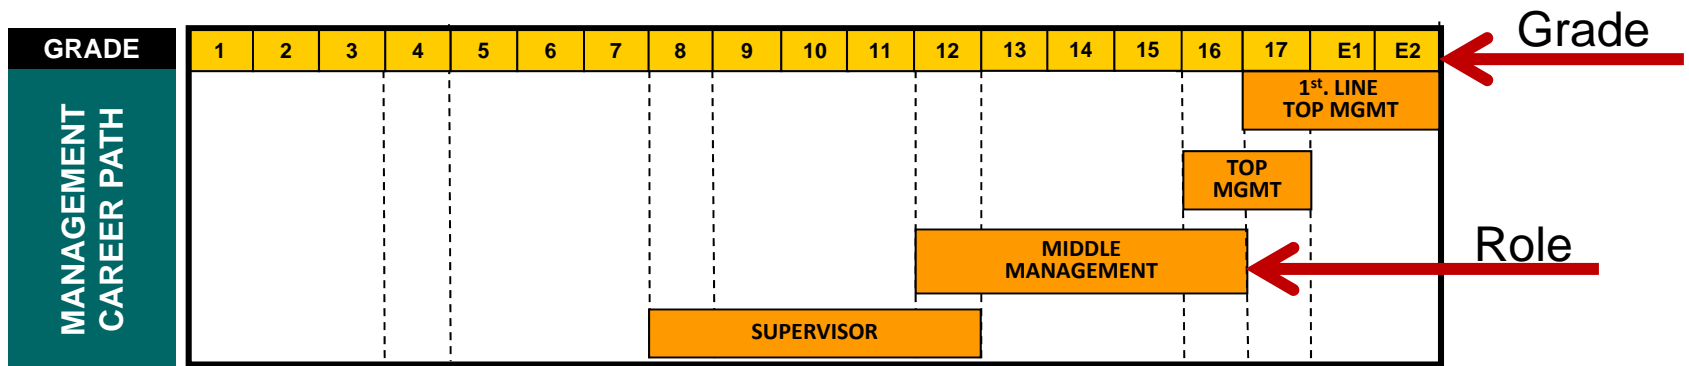 Grade
GRADE 1 2 3 4 5 6 7 8 9 10 11 12 13 14 15 16 17 E1 E2
MANAGEMENT
CAREER PATH
1st. LINE
TOP MGMT
TOP
MGMT
MIDDLE
MANAGEMENT
Role
SUPERVISOR